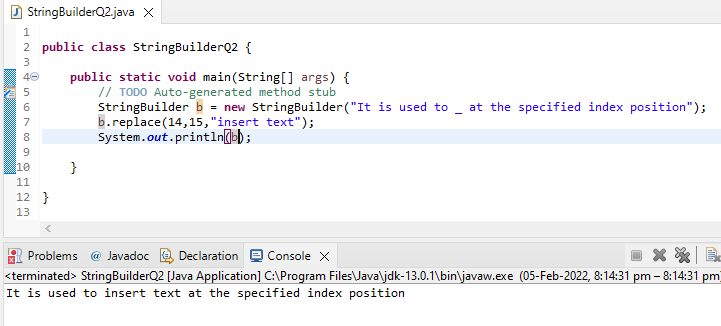 StringBuilderQ2.java
1
2 public class StringBuilderQ2 {
3
4 public static void main(String[] args) {
5 // TODO Auto-generated method stub
6 StringBuilder b = new StringBuilder("It is used to _ at the specified index position");
7 b.replace(14,15,"insert text");
8 System.out.println(b);
9
10 }
11
12 }
13
Problems @ Javadoc Declaration Console
<terminated> StringBuilderQ2 [Java Application] C:\Program Files\Java\jdk-13.0.1\bin\javaw.exe (05-Feb-2022, 8:14:31 pm – 8:14:31 pm)
It is used to insert text at the specified index position